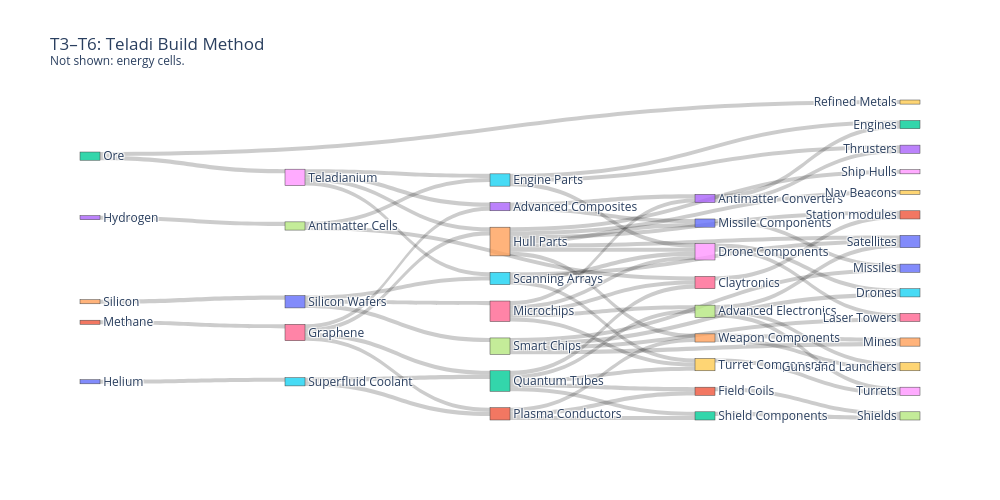 T3–T6: Teladi Build Method
Not shown: energy cells.
Ore
Hydrogen
Silicon
Methane
Helium
Teladianium
Antimatter Cells
Silicon Wafers
Graphene
Superfluid Coolant
Engine Parts
Advanced Composites
Hull Parts
Scanning Arrays
Microchips
Smart Chips
Quantum Tubes
Plasma Conductors
Antimatter Converters
Missile Components
Drone Components
Claytronics
Advanced Electronics
Weapon Components
Turret Components
Field Coils
Shield Components
Refined Metals
Engines
Thrusters
Ship Hulls
Nav Beacons
Station modules
Satellites
Missiles
Drones
Laser Towers
Mines
Guns and Launchers
Turrets
Shields